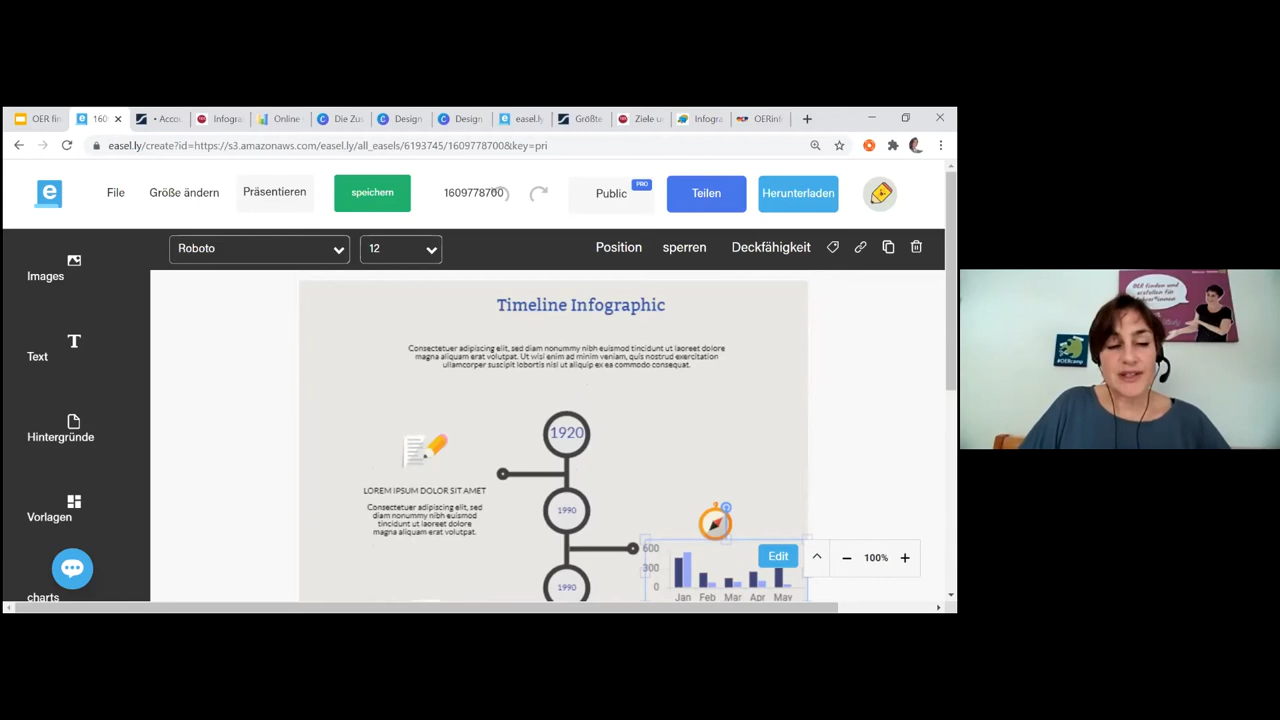 OER fin
160
• Accou
Infogra
Online
Die Zus
Design
Design
easel.ly
Größte
Ziele u
Infogra
OERinf
easel.ly/create?id=https://s3.amazonaws.com/easel.ly/all_easels/6193745/1609778700&key=pri
File
Größe ändern
Präsentieren
speichern
1609778700
Public
PRO
Teilen
Herunterladen
Roboto
12
Position
sperren
Deckfähigkeit
Images
Text
Hintergründe
Vorlagen
charts
Timeline Infographic
Consectetuer adipiscing elit, sed diam nonummy nibh euismod tincidunt ut laoreet dolore
magna aliquam erat volutpat. Ut wisi enim ad minim veniam, quis nostrud exercitation
ullamcorper suscipit lobortis nisl ut aliquip ex ea commodo consequat.
1920
LOREM IPSUM DOLOR SIT AMET
Consectetuer adipiscing elit, sed
diam nonummy nibh euismod
tincidunt ut laoreet dolore
magna aliquam erat volutpat.
1990
1990
600
300
0
Jan Feb Mar Apr May
Edit
100%
OER finden und
erstellen für
#OERcamp